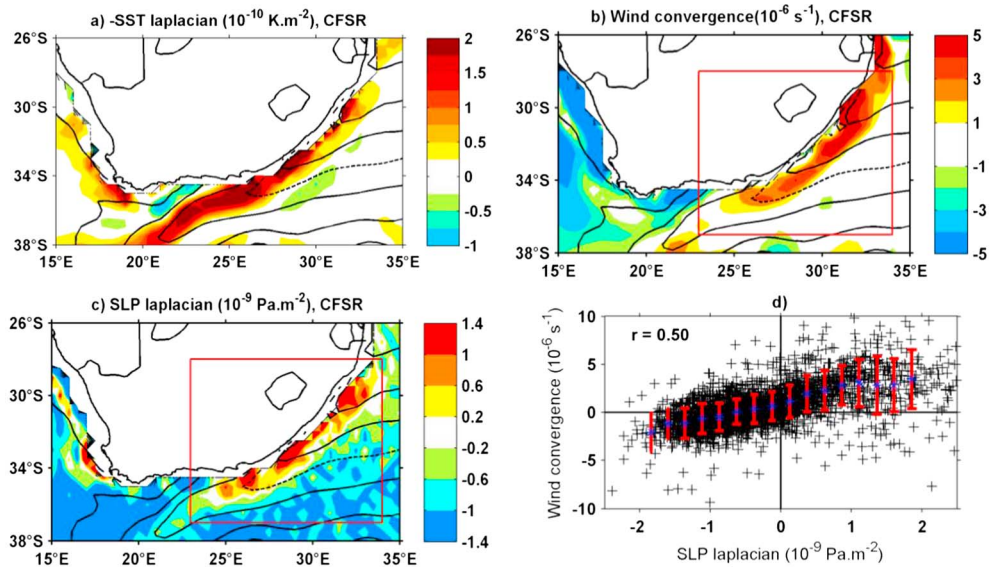 a) -SST laplacian (10⁻¹⁰ K.m⁻²), CFSR
26°S
30°S
34°S
38°S
15°E 20°E 25°E 30°E 35°E
2
1.5
1
0.5
0
-0.5
-1
b) Wind convergence(10⁻⁶ s⁻¹), CFSR
26°S
30°S
34°S
38°S
15°E 20°E 25°E 30°E 35°E
5
3
1
-1
-3
-5
c) SLP laplacian (10⁻⁹ Pa.m⁻²), CFSR
26°S
30°S
34°S
38°S
15°E 20°E 25°E 30°E 35°E
1.4
1
0.6
0.2
-0.2
-0.6
-1
-1.4
d)
r = 0.50
Wind convergence (10⁻⁶ s⁻¹)
10
5
0
-5
-10
-2 -1 0 1 2
SLP laplacian (10⁻⁹ Pa.m⁻²)